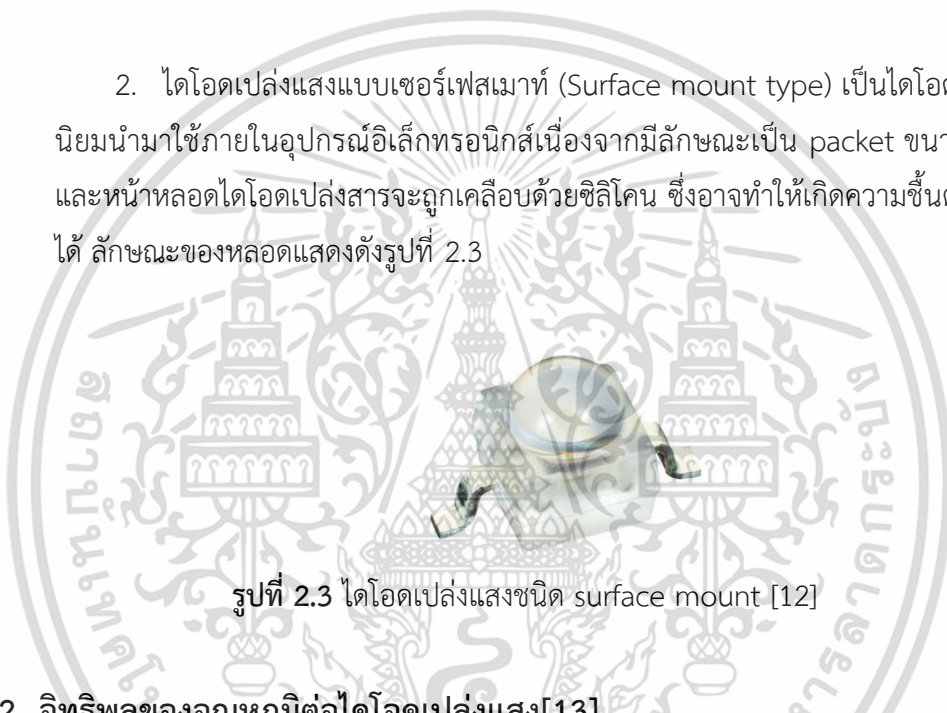 2. ไดโอดเปล่งแสงแบบเซอร์เฟสเมาท์ (Surface mount type) เป็นไดโอด
นิยมนำมาใช้ภายในอุปกรณ์อิเล็กทรอนิกส์เนื่องจากมีลักษณะเป็น packet ขนา
และหน้าหลอดไดโอดเปล่งสารจะถูกเคลือบด้วยซิลิโคน ซึ่งอาจทำให้เกิดความชื้น
ได้ ลักษณะของหลอดแสดงดังรูปที่ 2.3
รูปที่ 2.3 ไดโอดเปล่งแสงชนิด surface mount [12]
2 อิทธิพลของอุณหภูมิต่อไดโอดเปล่งแสง[13]